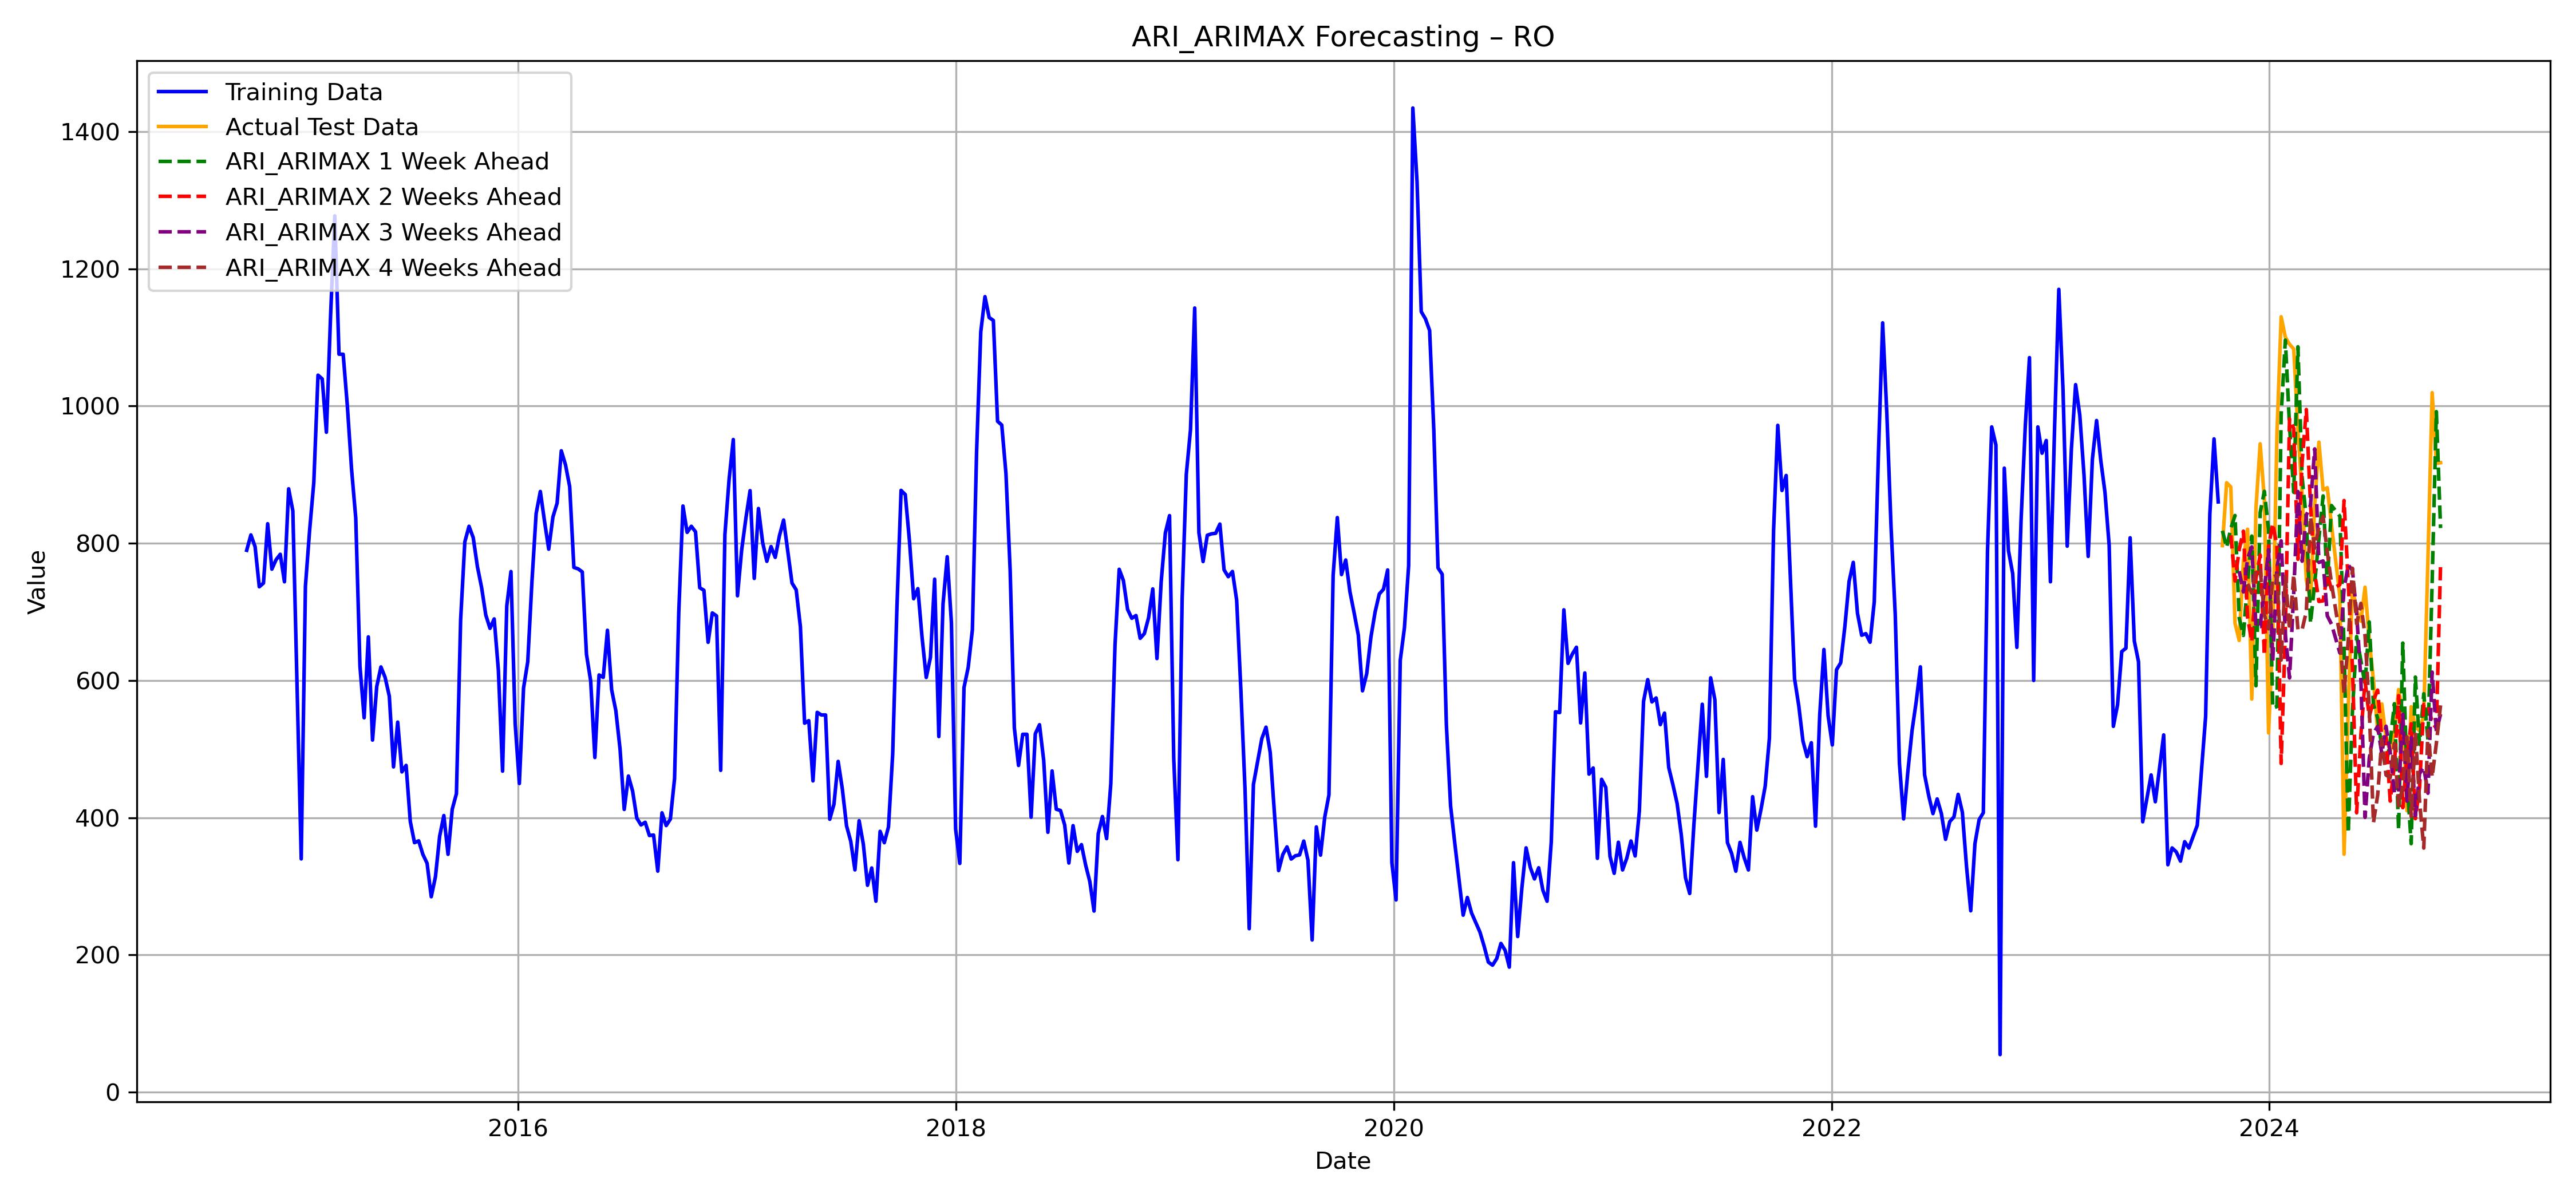 ARI_ARIMAX Forecasting – RO
Training Data
Actual Test Data
ARI_ARIMAX 1 Week Ahead
ARI_ARIMAX 2 Weeks Ahead
ARI_ARIMAX 3 Weeks Ahead
ARI_ARIMAX 4 Weeks Ahead
Value
1400
1200
1000
800
600
400
200
0
2016 2018 2020 2022 2024
Date